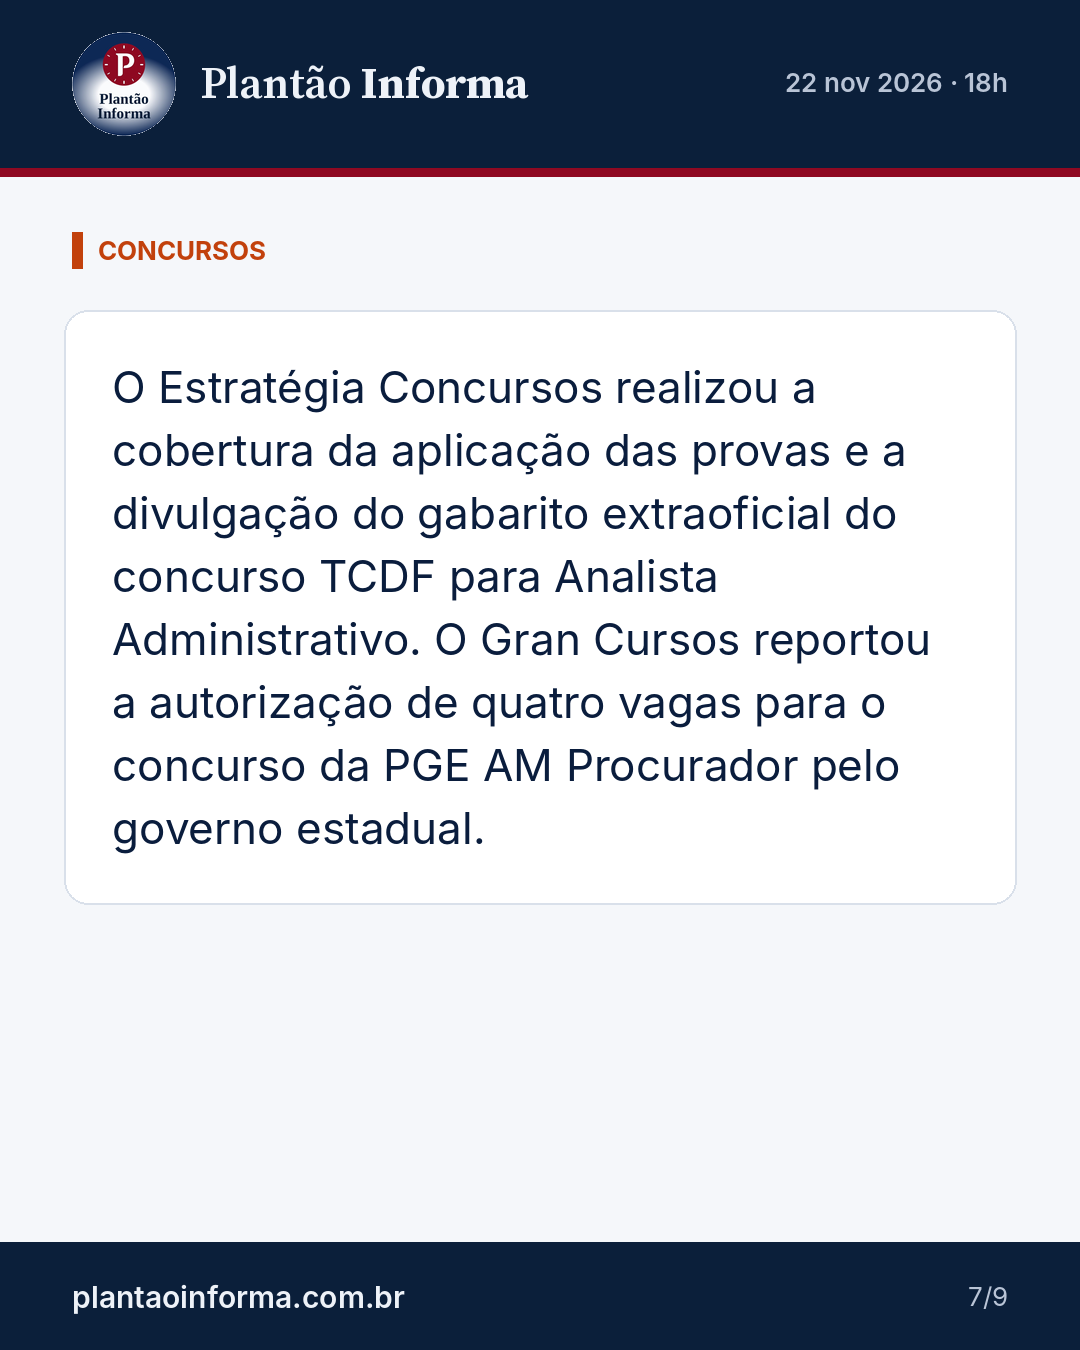 P
Plantão
Informa
Plantão Informa
22 nov 2026 · 18h
CONCURSOS
O Estratégia Concursos realizou a
cobertura da aplicação das provas e a
divulgação do gabarito extraoficial do
concurso TCDF para Analista
Administrativo. O Gran Cursos reportou
a autorização de quatro vagas para o
concurso da PGE AM Procurador pelo
governo estadual.
plantaoinforma.com.br
7/9